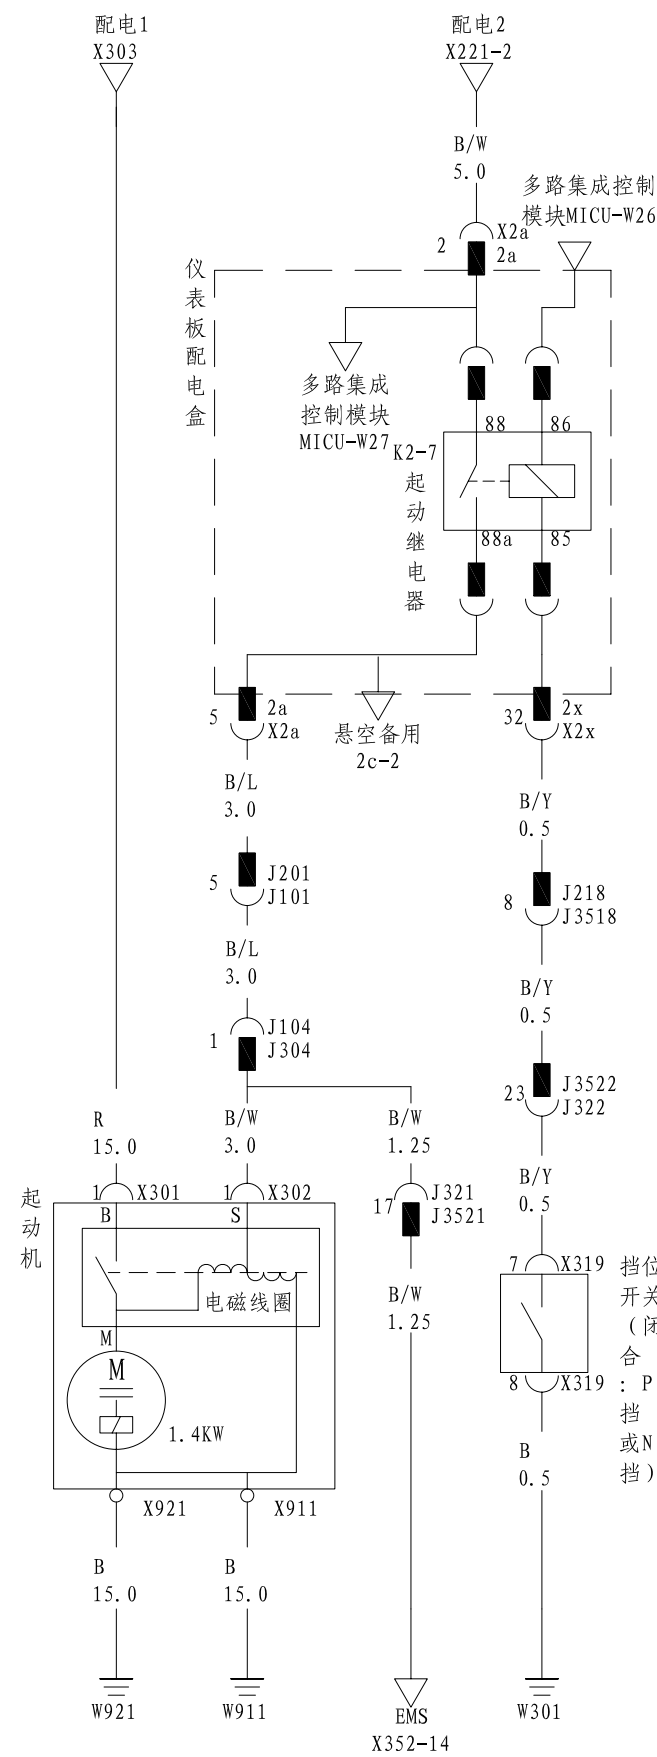 配电1
X303
配电2
X221-2
B/W
5.0
多路集成控制
模块MICU-W26
X2a
2
2a
仪表板配电盒
多路集成
控制模块
MICU-W27
88
86
K2-7
起动继电器
88a
85
5
2a
X2a
悬空备用
2c-2
32
2x
X2x
B/L
3.0
B/Y
0.5
5
J201
J101
8
J218
J3518
B/L
3.0
B/Y
0.5
1
J104
J304
23
J3522
J322
R
15.0
B/W
3.0
B/W
1.25
B/Y
0.5
起动机
1
X301
1
X302
17
J321
J3521
B
S
电磁线圈
M
M
1.4KW
B/W
1.25
7
X319
8
X319
挡位
开关
（闭
合
：P
挡
或N
挡）
X921
X911
B
0.5
B
15.0
B
15.0
W921
W911
EMS
X352-14
W301